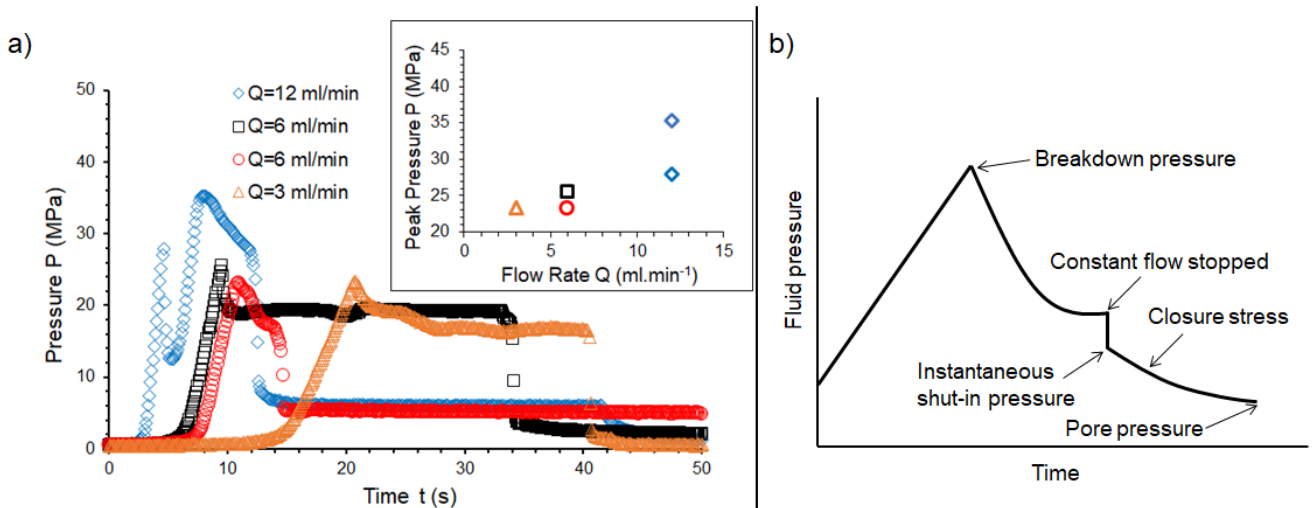 a)
50
40
30
20
10
0
Pressure P (MPa)
0
10
20
30
40
50
Time t (s)
Q=12 ml/min
Q=6 ml/min
Q=6 ml/min
Q=3 ml/min
45
40
35
30
25
20
Peak Pressure P (MPa)
0
5
10
15
Flow Rate Q (ml.min⁻¹)
b)
Fluid pressure
Breakdown pressure
Constant flow stopped
Closure stress
Instantaneous
shut-in pressure
Pore pressure
Time